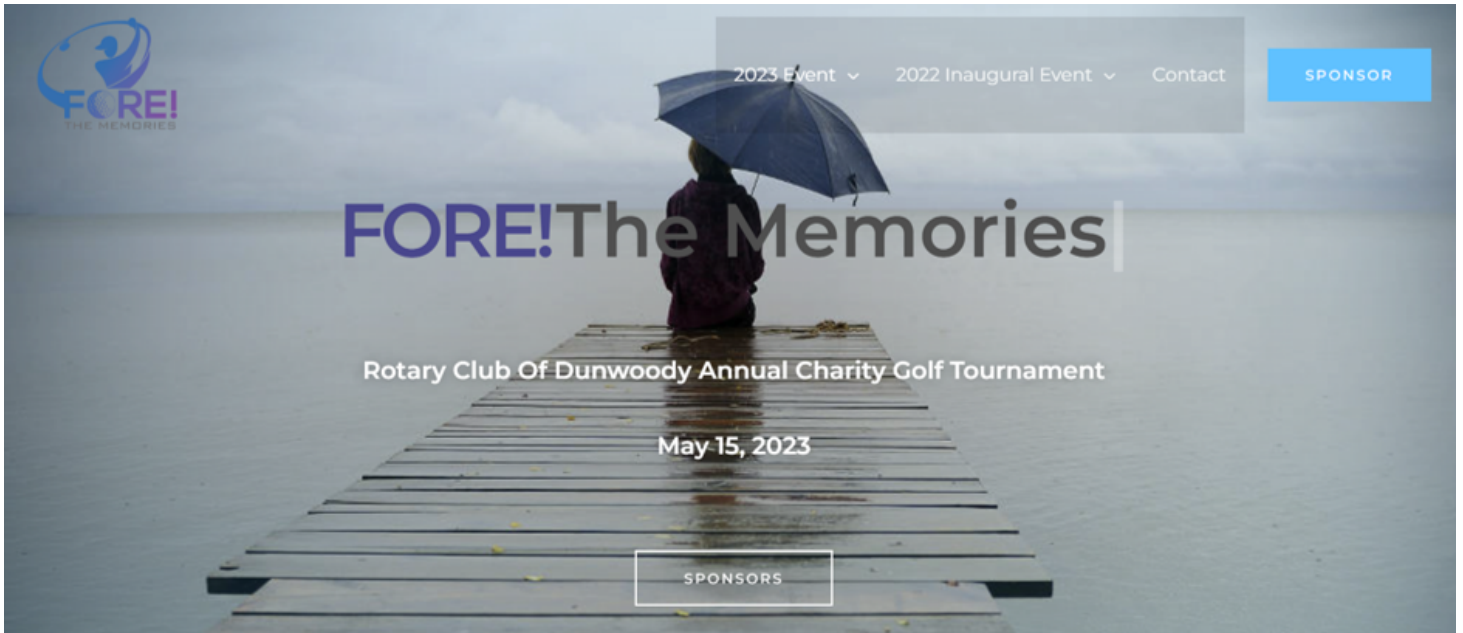 FORE!
THE MEMORIES
2023 Event
2022 Inaugural Event
Contact
SPONSOR
FORE!The Memories
Rotary Club Of Dunwoody Annual Charity Golf Tournament
May 15, 2023
SPONSORS